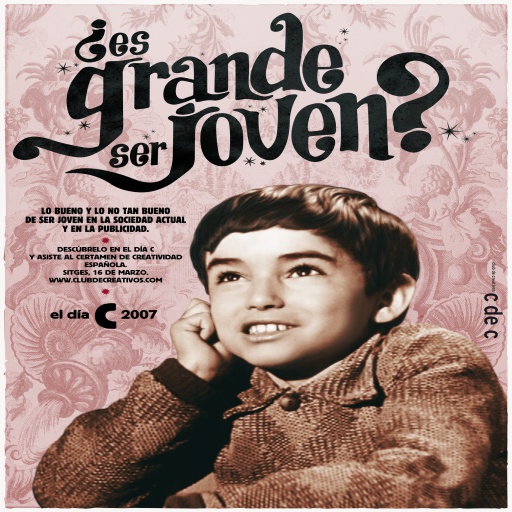 ¿es
grande
ser joven?
LO BUENO Y LO NO TAN BUENO
DE SER JOVEN EN LA SOCIEDAD ACTUAL
Y EN LA PUBLICIDAD.
DESCÚBRELO EN EL DÍA C
Y ASISTE AL CERTAMEN DE CREATIVIDAD
ESPAÑOLA.
SITGES, 16 DE MARZO.
WWW.CLUBDECREATIVOS.COM
el día C 2007
c de c